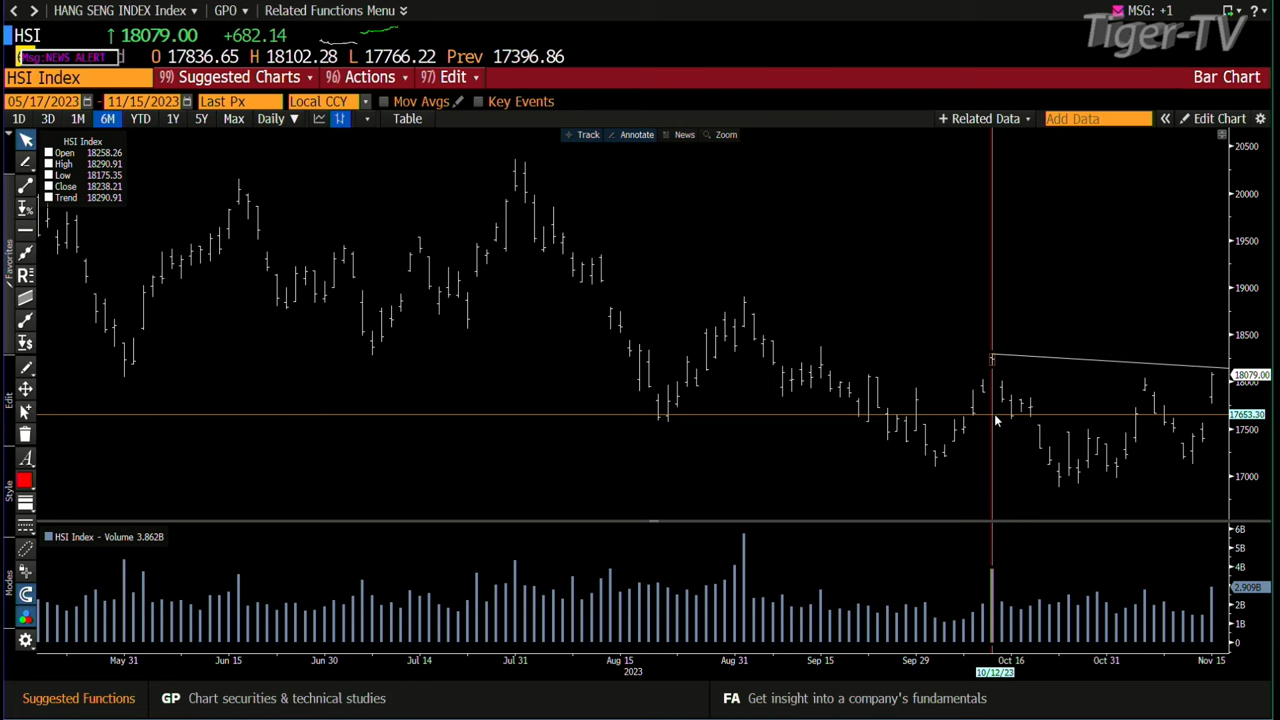 HANG SENG INDEX Index GPO Related Functions Menu MSG: +1
Tiger-TV
HSI 18079.00 +682.14
Msg:NEWS ALERT O 17836.65 H 18102.28 L 17766.22 Prev 17396.86
HSI Index 99) Suggested Charts 96) Actions 97) Edit Bar Chart
05/17/2023 - 11/15/2023 Last Px Local CCY Mov Avgs Key Events
1D 3D 1M 6M YTD 1Y 5Y Max Daily Table + Related Data Add Data Edit Chart
Track Annotate News Zoom
HSI Index
Open 18258.26
High 18290.91
Low 18175.35
Close 18238.21
Trend 18290.91
Favorites
Edit
Style
Modes
20500
20000
19500
19000
18500
18079.00
18000
17653.30
17500
17000
HSI Index - Volume 3.862B
6B
5B
4B
2.909B
2B
1B
0
May 31 Jun 15 Jun 30 Jul 14 Jul 31 Aug 15 Aug 31 Sep 15 Sep 29 Oct 16 Oct 31 Nov 15
2023 10/12/23
Suggested Functions GP Chart securities & technical studies FA Get insight into a company's fundamentals